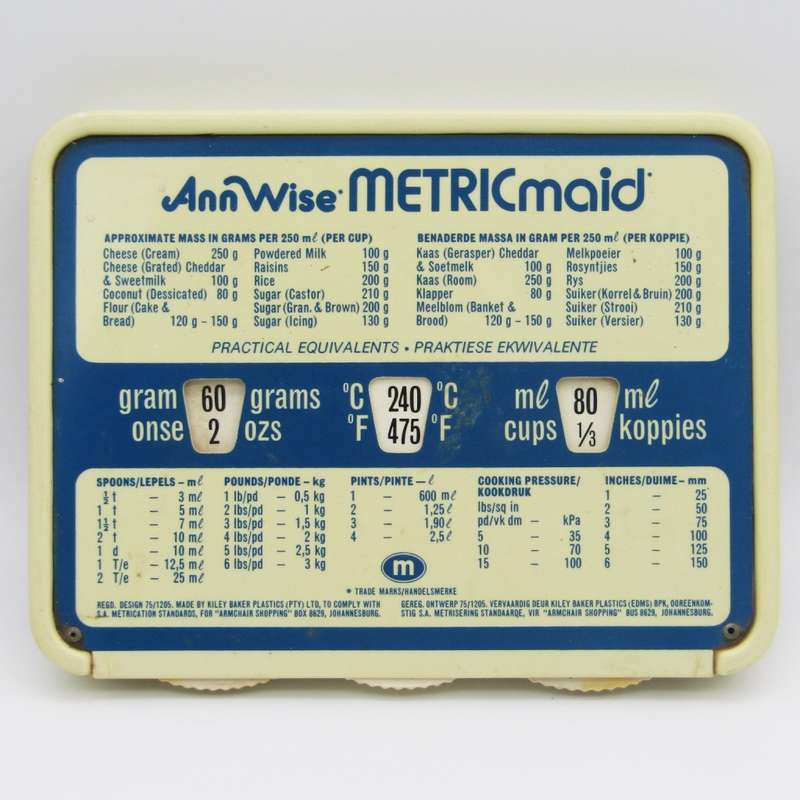 Ann Wise* METRICmaid*
APPROXIMATE MASS IN GRAMS PER 250 ml (PER CUP)
Cheese (Cream) 250 g
Cheese (Grafed) Cheddar
& Sweetmilk 100 g
Coconut (Dessicated) 80 g
Flour (Cake &
Bread) 120 g – 150 g
Powdered Milk 100 g
Raisins 150 g
Rice 200 g
Sugar (Castor) 210 g
Sugar (Gran. & Brown) 200 g
Sugar (Icing) 130 g
BENADERDE MASSA IN GRAM PER 250 ml (PER KOPPIE)
Kaas (Gerasper) Cheddar
& Soetmelk 100 g
Kaas (Room) 250 g
Klapper 80 g
Meelblom (Banket &
Brood) 120 g – 150 g
Melkpoeier 100 g
Rosyntjies 150 g
Rys 200 g
Suiker (Korrel & Bruin) 200 g
Suiker (Strooi) 210 g
Suiker (Versier) 130 g
PRACTICAL EQUIVALENTS • PRAKTIESE EKWIVALENTE
gram 60 grams
onse 2 ozs
°C 240 °C
°F 475 °F
ml 80 ml
cups 1/3 koppies
SPOONS/LEPELS – ml
½ t – 3 ml
1 t – 5 ml
1½ t – 7 ml
2 t – 10 ml
1 d – 10 ml
1 T/e – 12,5 ml
2 T/e – 25 ml
POUNDS/PONDE – kg
1 lb/pd – 0,5 kg
2 lbs/pd – 1 kg
3 lbs/pd – 1,5 kg
4 lbs/pd – 2 kg
5 lbs/pd – 2,5 kg
6 lbs/pd – 3 kg
PINTS/PINTE – l
1 – 600 ml
2 – 1,25 l
3 – 1,90 l
4 – 2,5 l
m
* TRADE MARKS/HANDELSMERKE
COOKING PRESSURE/
KOOKDRUK
lbs/sq in
pd/vk dm – kPa
5 – 35
10 – 70
15 – 100
INCHES/DUIME – mm
1 – 25
2 – 50
3 – 75
4 – 100
5 – 125
6 – 150
REGD. DESIGN 75/1205. MADE BY KILEY BAKER PLASTICS (PTY) LTD, TO COMPLY WITH
S.A. METRICATION STANDARDS, FOR "ARMCHAIR SHOPPING" BOX 8629, JOHANNESBURG.
GEREG. ONTWERP 75/1205. VERVAARDIG DEUR KILEY BAKER PLASTICS (EDMS) BPK, OOREENKOM-
STIG S.A. METRISERING STANDAARDE, VIR "ARMCHAIR SHOPPING" BUS 8629, JOHANNESBURG.